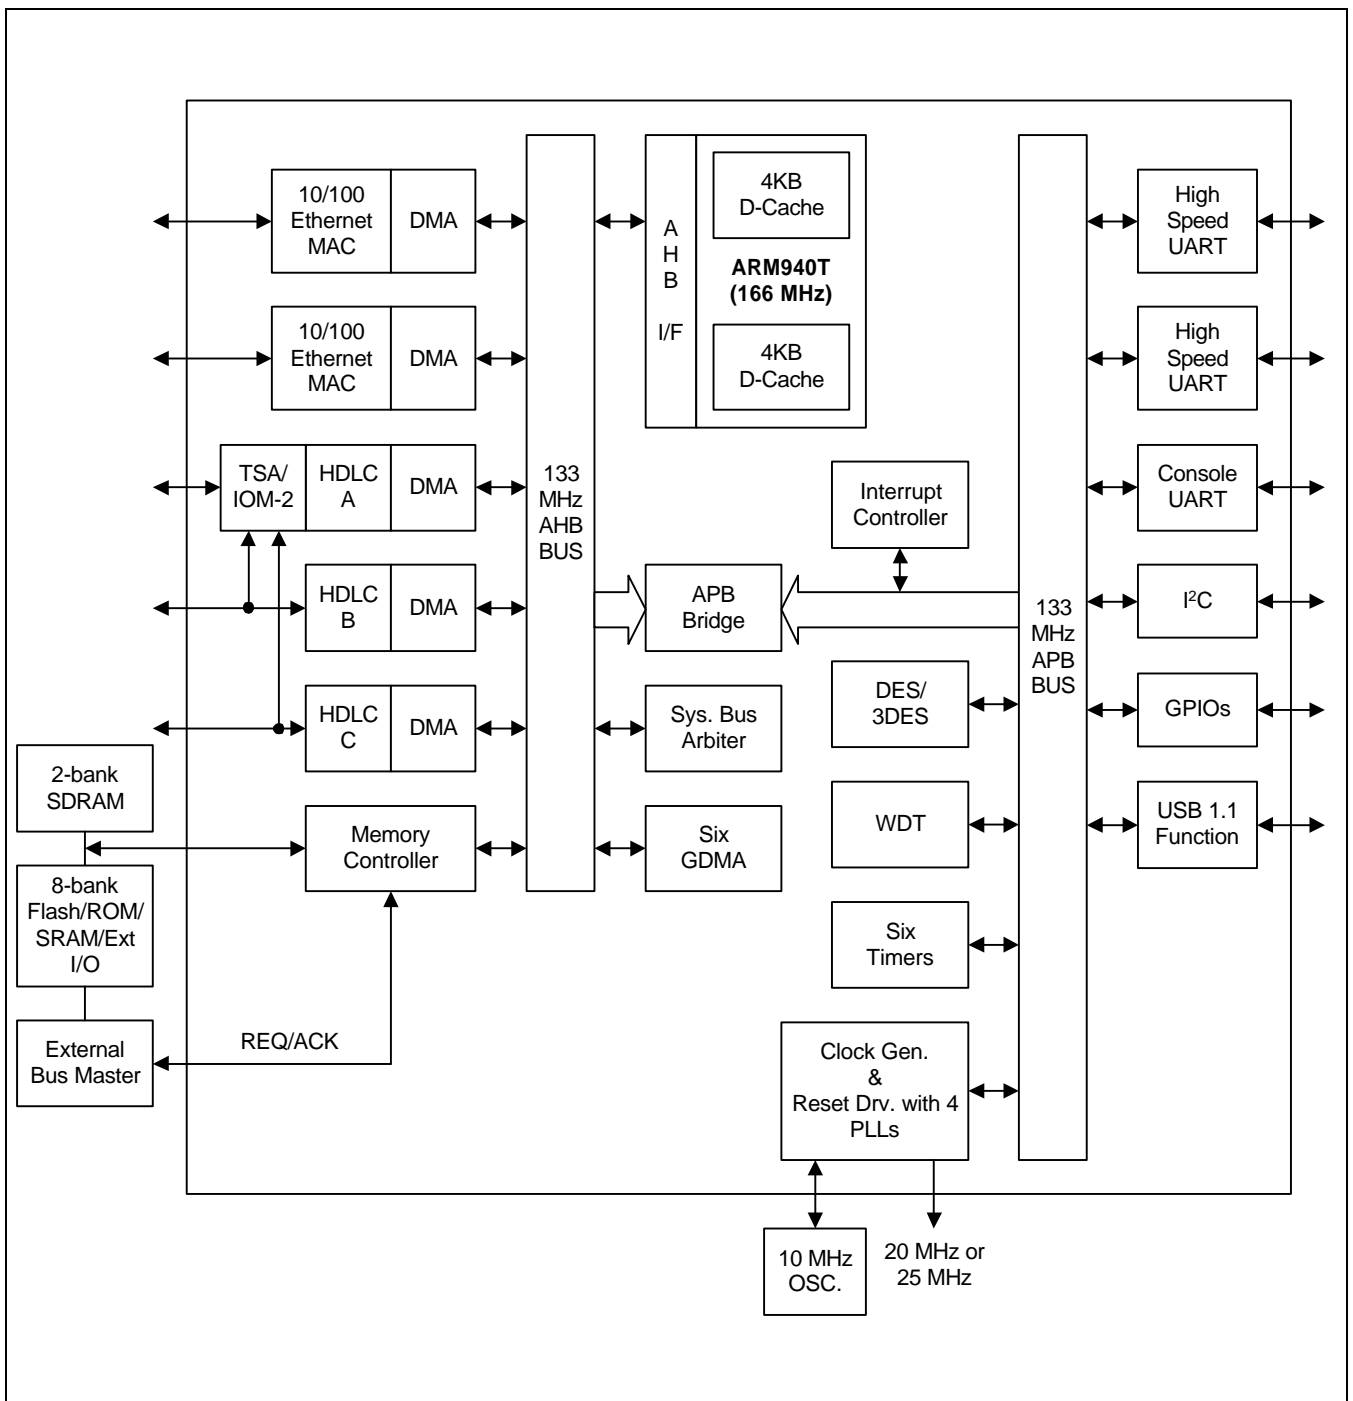 10/100
Ethernet
MAC
DMA
10/100
Ethernet
MAC
DMA
TSA/
IOM-2
HDLC
A
DMA
HDLC
B
DMA
HDLC
C
DMA
2-bank
SDRAM
Memory
Controller
8-bank
Flash/ROM/
SRAM/Ext
I/O
External
Bus Master
REQ/ACK
133
MHz
AHB
BUS
A
H
B
I/F
4KB
D-Cache
ARM940T
(166 MHz)
4KB
D-Cache
Interrupt
Controller
APB
Bridge
Sys. Bus
Arbiter
Six
GDMA
DES/
3DES
WDT
Six
Timers
Clock Gen.
&
Reset Drv. with 4
PLLs
10 MHz
OSC.
20 MHz or
25 MHz
133
MHz
APB
BUS
High
Speed
UART
High
Speed
UART
Console
UART
I²C
GPIOs
USB 1.1
Function